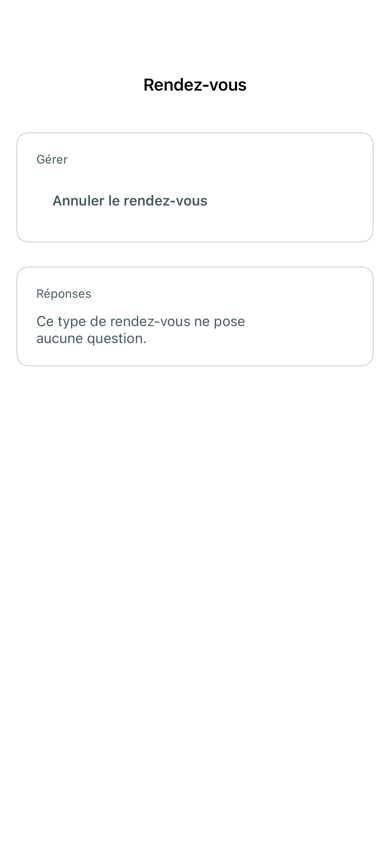 Rendez-vous
Gérer
Annuler le rendez-vous
Réponses
Ce type de rendez-vous ne pose
aucune question.